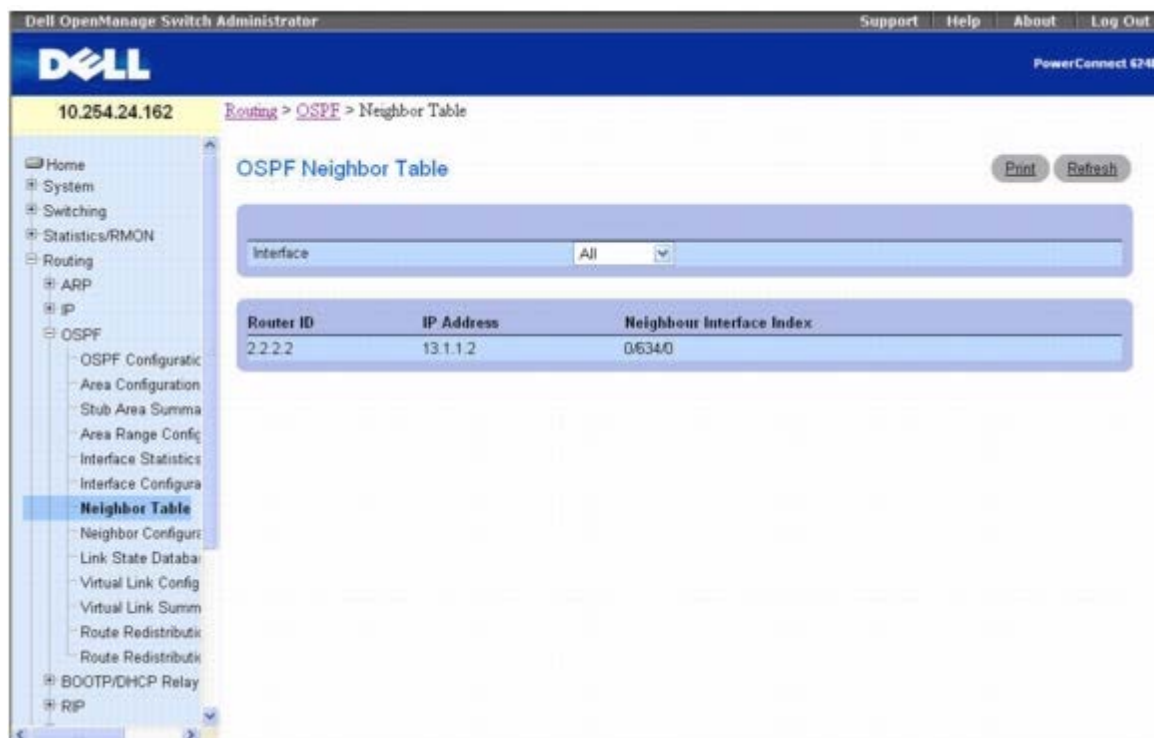 Dell OpenManage Switch Administrator Support Help About Log Out
DELL
PowerConnect 624
10.254.24.162
Routing > OSPF > Neighbor Table
Home
System
Switching
Statistics/RMON
Routing
ARP
IP
OSPF
OSPF Configuratic
Area Configuration
Stub Area Summa
Area Range Config
Interface Statistics
Interface Configura
Neighbor Table
Neighbor Configura
Link State Databa
Virtual Link Config
Virtual Link Summ
Route Redistributi
Route Redistributi
BOOTP/DHCP Relay
RIP
OSPF Neighbor Table
Print Refresh
Interface All
Router ID IP Address Neighbour Interface Index
2.2.2.2 13.1.1.2 0/634/0